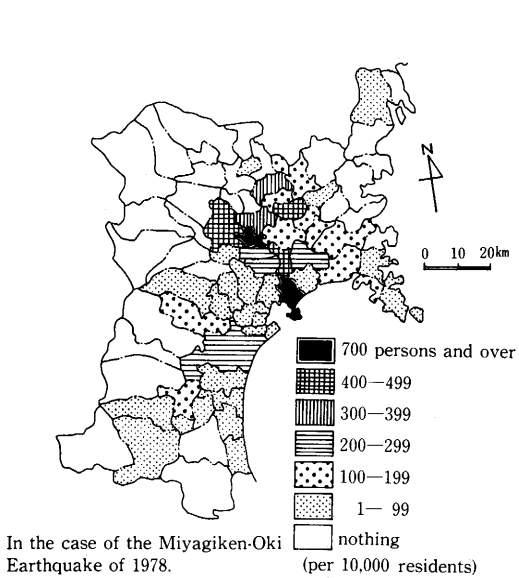 N
0 10 20km
700 persons and over
400—499
300—399
200—299
100—199
1— 99
nothing
(per 10,000 residents)
In the case of the Miyagiken-Oki
Earthquake of 1978.